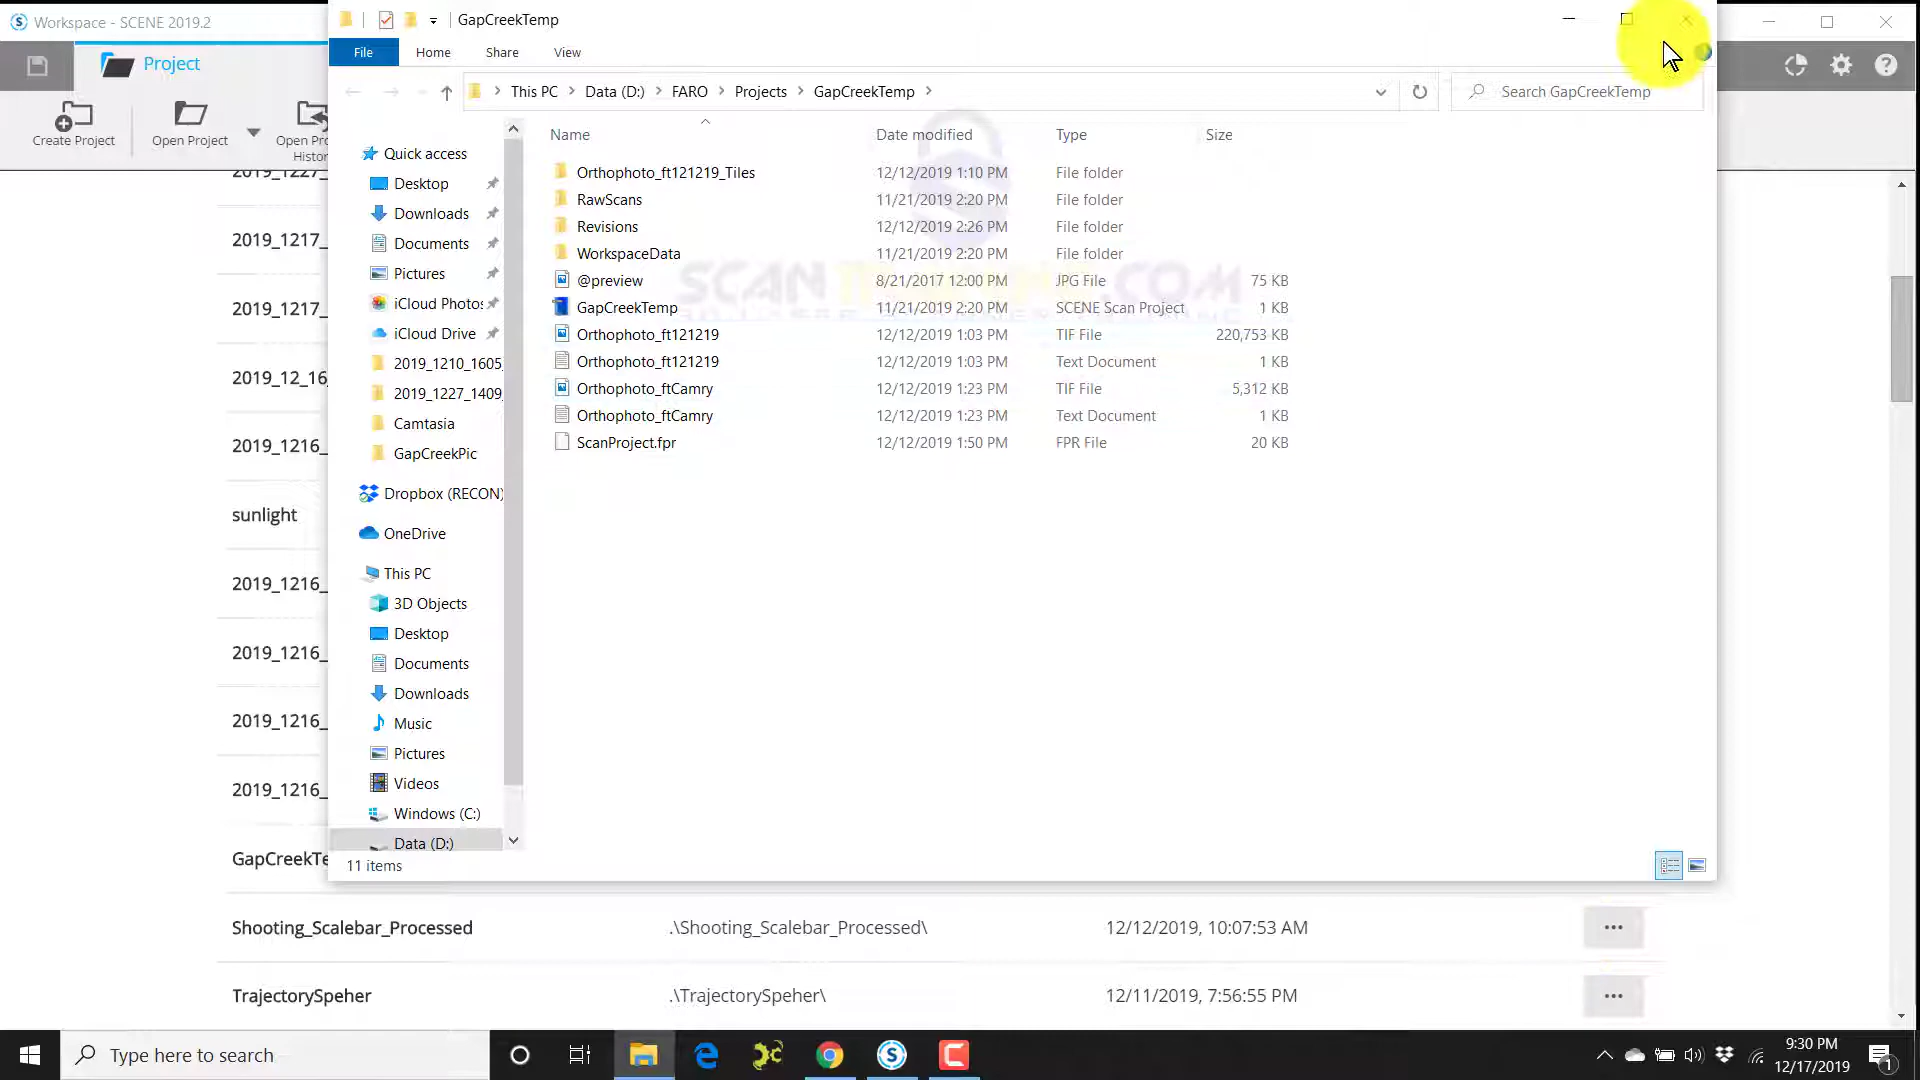 Workspace - SCENE 2019.2
GapCreekTemp
File
Home
Share
View
Project
This PC
Data (D:)
FARO
Projects
GapCreekTemp
Search GapCreekTemp
Create Project
Open Project
Open Pro
Histor
Name
Date modified
Type
Size
Quick access
Desktop
Downloads
Documents
Pictures
iCloud Photos
iCloud Drive
2019_1210_1605_
2019_1227_1409_
Camtasia
GapCreekPic
Dropbox (RECON)
OneDrive
This PC
3D Objects
Desktop
Documents
Downloads
Music
Pictures
Videos
Windows (C:)
Data (D:)
Orthophoto_ft121219_Tiles 12/12/2019 1:10 PM File folder
RawScans 11/21/2019 2:20 PM File folder
Revisions 12/12/2019 2:26 PM File folder
WorkspaceData 11/21/2019 2:20 PM File folder
@preview 8/21/2017 12:00 PM JPG File 75 KB
GapCreekTemp 11/21/2019 2:20 PM SCENE Scan Project 1 KB
Orthophoto_ft121219 12/12/2019 1:03 PM TIF File 220,753 KB
Orthophoto_ft121219 12/12/2019 1:03 PM Text Document 1 KB
Orthophoto_ftCamry 12/12/2019 1:23 PM TIF File 5,312 KB
Orthophoto_ftCamry 12/12/2019 1:23 PM Text Document 1 KB
ScanProject.fpr 12/12/2019 1:50 PM FPR File 20 KB
11 items
2019_1227_
2019_1217_
2019_1217_
2019_12_16_
2019_1216_
sunlight
2019_1216_
2019_1216_
2019_1216_
2019_1216_
GapCreekTe
Shooting_Scalebar_Processed .\Shooting_Scalebar_Processed\ 12/12/2019, 10:07:53 AM
TrajectorySpeher .\TrajectorySpeher\ 12/11/2019, 7:56:55 PM
Type here to search
9:30 PM
12/17/2019
1